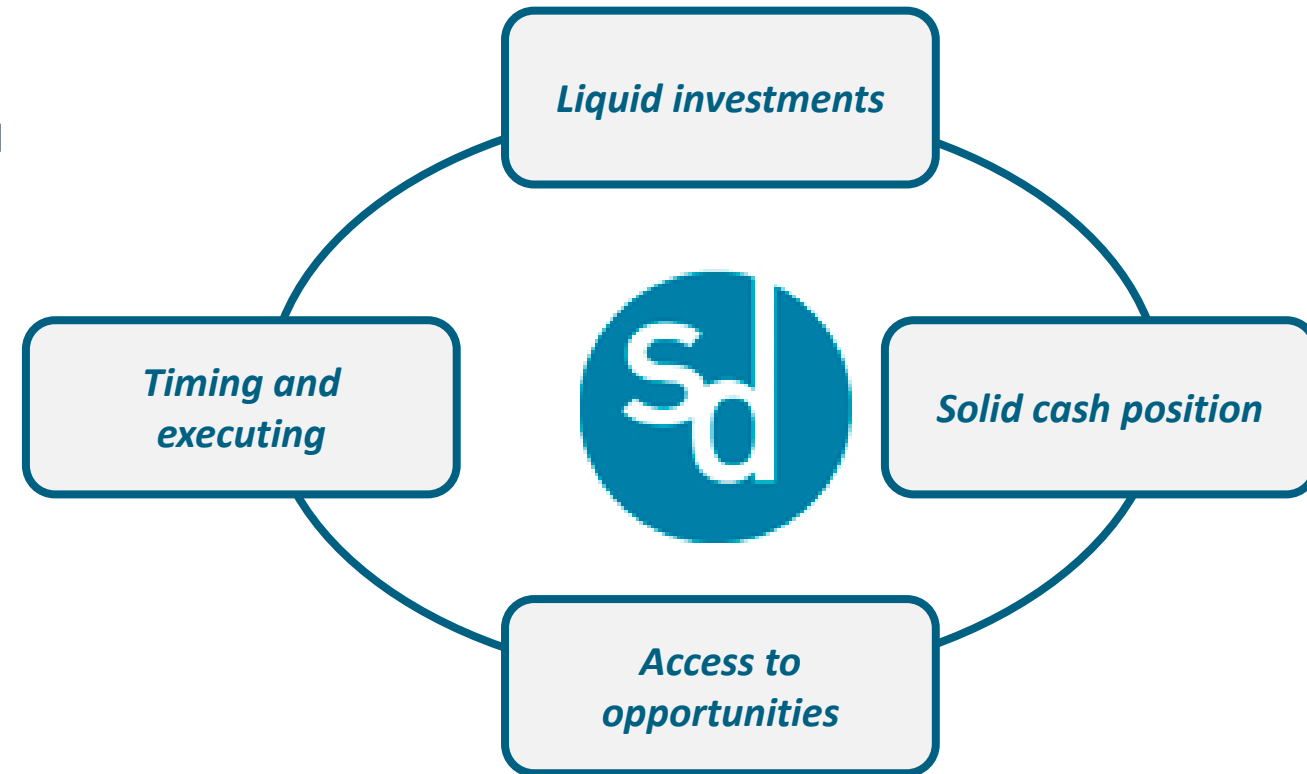 Liquid investments
Timing and
executing
sd
Solid cash position
Access to
opportunities